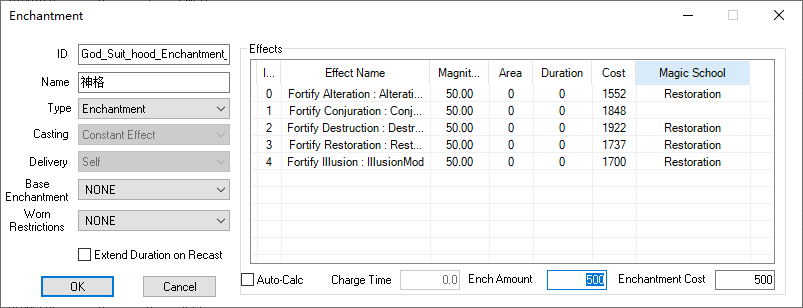 Enchantment
ID God_Suit_hood_Enchantment_
Name 神格
Type Enchantment
Casting Constant Effect
Delivery Self
Base Enchantment NONE
Worn Restrictions NONE
Extend Duration on Recast
OK Cancel
Effects
I... Effect Name Magnit... Area Duration Cost Magic School
0 Fortify Alteration : Alterati... 50.00 0 0 1552 Restoration
1 Fortify Conjuration : Conj... 50.00 0 0 1848
2 Fortify Destruction : Destr... 50.00 0 0 1922 Restoration
3 Fortify Restoration : Rest... 50.00 0 0 1737 Restoration
4 Fortify Illusion : IllusionMod 50.00 0 0 1700 Restoration
Auto-Calc Charge Time 0.0 Ench Amount 500 Enchantment Cost 500